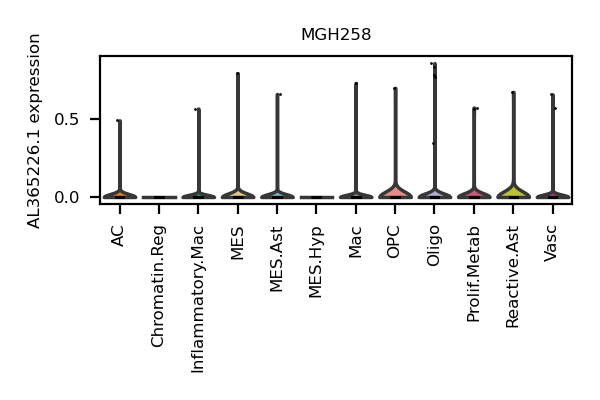 MGH258
AL365226.1 expression
0.5
0.0
AC
Chromatin.Reg
Inflammatory.Mac
MES
MES.Ast
MES.Hyp
Mac
OPC
Oligo
Prolif.Metab
Reactive.Ast
Vasc